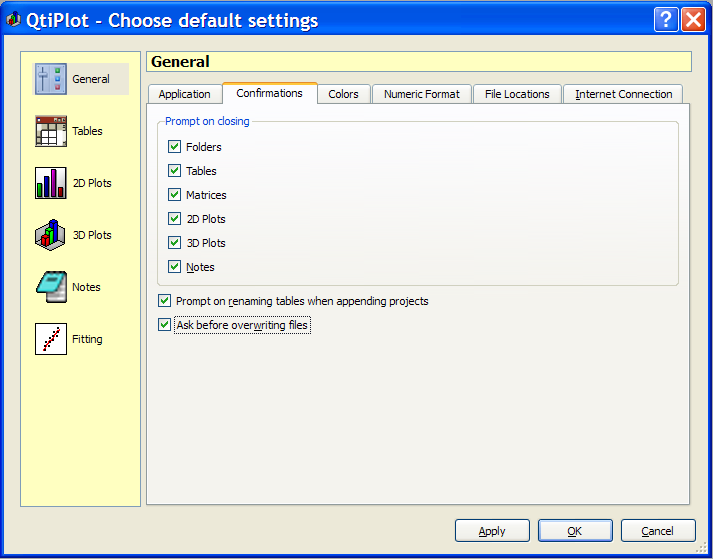 QtiPlot - Choose default settings
General
Tables
2D Plots
3D Plots
Notes
Fitting
General
Application Confirmations Colors Numeric Format File Locations Internet Connection
Prompt on closing
Folders
Tables
Matrices
2D Plots
3D Plots
Notes
Prompt on renaming tables when appending projects
Ask before overwriting files
Apply OK Cancel